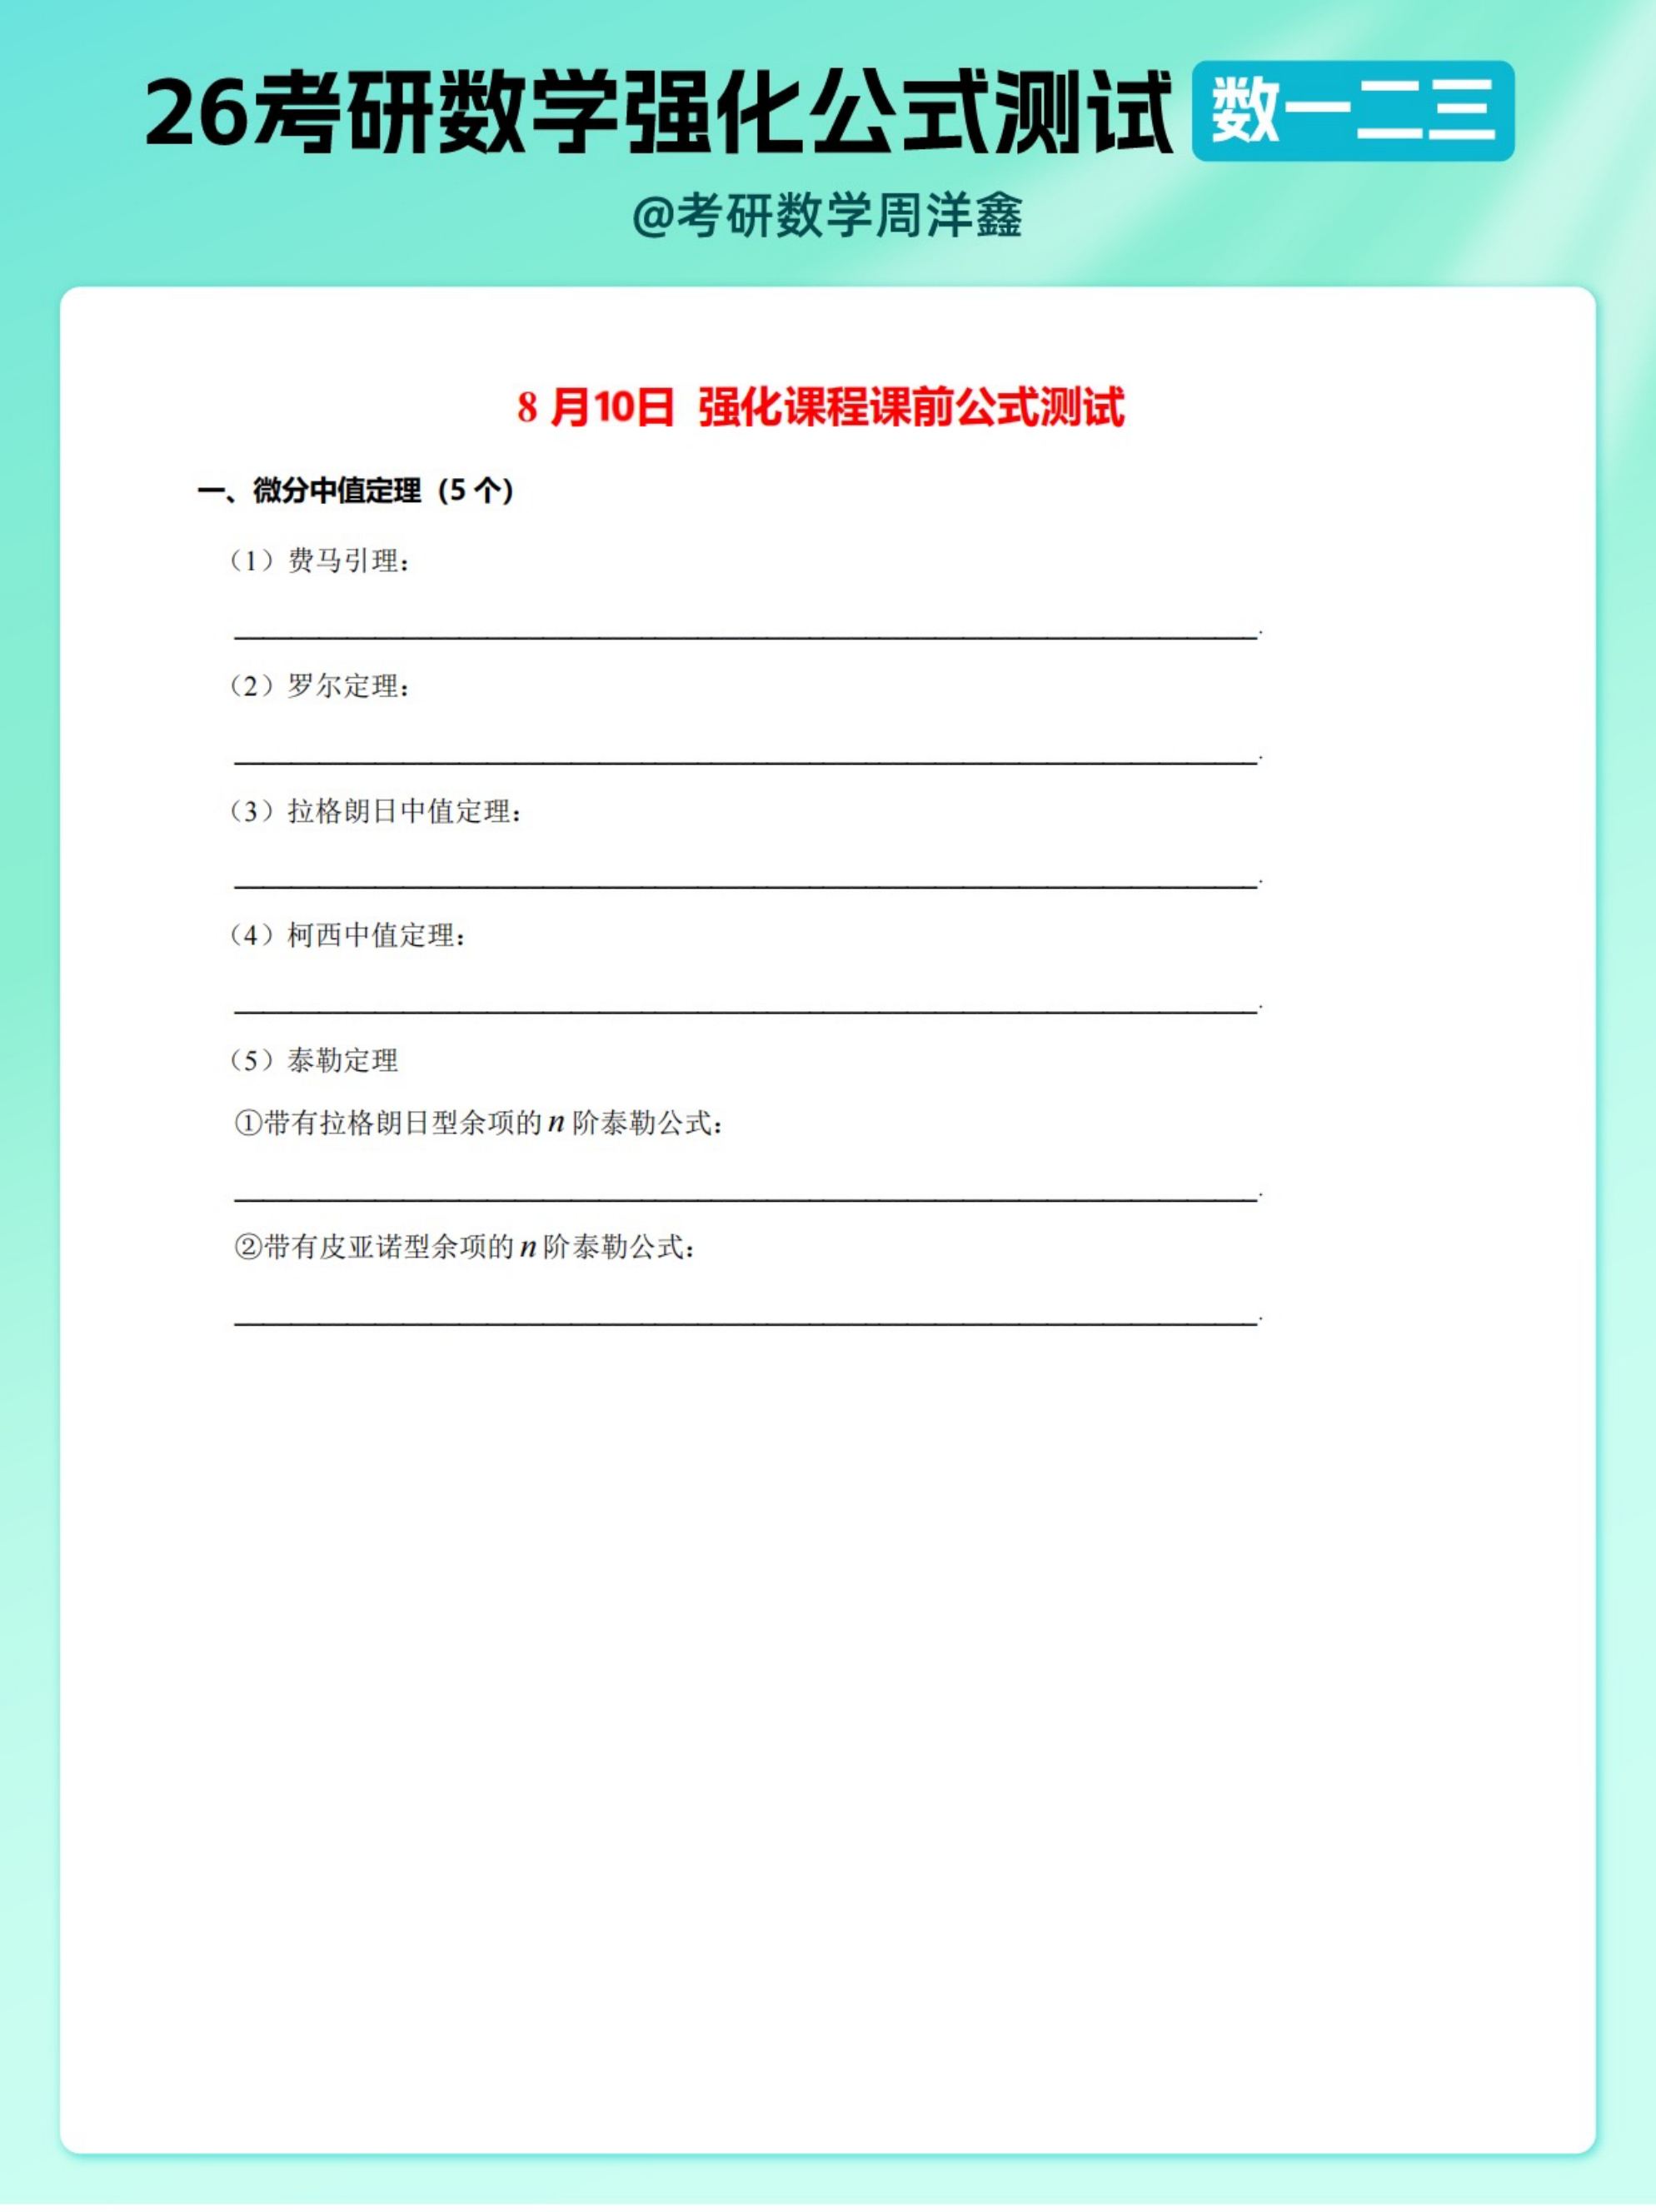 26考研数学强化公式测试 数一二三
@考研数学周洋鑫
8 月10日 强化课程课前公式测试
一、微分中值定理（5 个）
（1）费马引理：
.
（2）罗尔定理：
.
（3）拉格朗日中值定理：
.
（4）柯西中值定理：
.
（5）泰勒定理
①带有拉格朗日型余项的 n 阶泰勒公式：
.
②带有皮亚诺型余项的 n 阶泰勒公式：
.